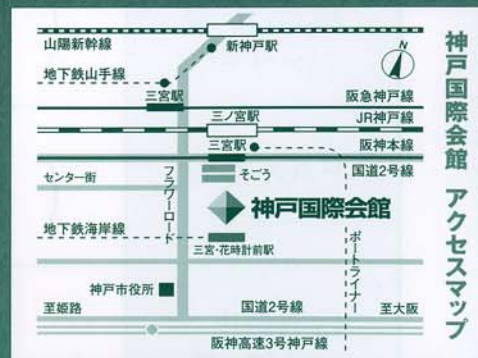 神戸国際会館 アクセスマップ
山陽新幹線
新神戸駅
N
地下鉄山手線
三宮駅
阪急神戸線
三ノ宮駅
JR神戸線
三宮駅
阪神本線
センター街
そごう
国道2号線
フラワーロード
神戸国際会館
地下鉄海岸線
三宮・花時計前駅
ポートライナー
神戸市役所
至姫路
国道2号線
至大阪
阪神高速3号神戸線